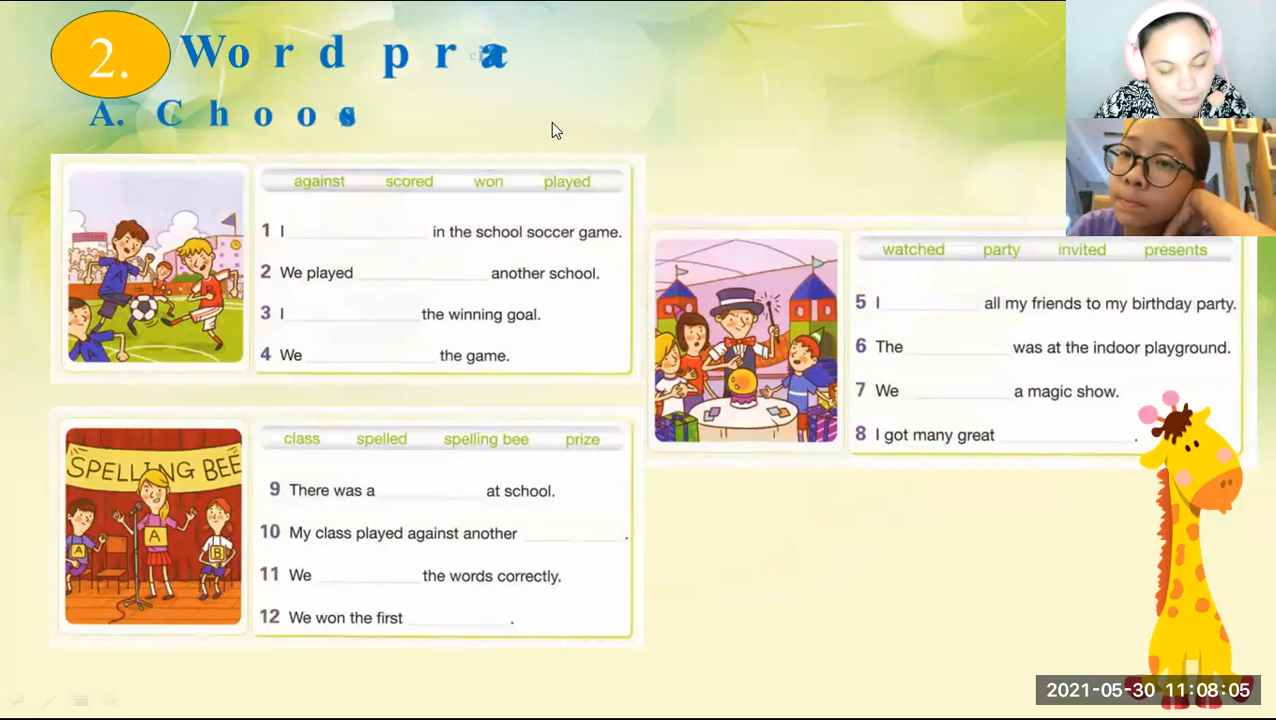 2.
Word pra
A. Choos
against scored won played
1 I in the school soccer game.
2 We played another school.
3 I the winning goal.
4 We the game.
A
A
watched party invited presents
5 I all my friends to my birthday party.
6 The was at the indoor playground.
7 We a magic show.
8 I got many great .
SPELLING BEE
A
A
B
class spelled spelling bee prize
9 There was a at school.
10 My class played against another .
11 We the words correctly.
12 We won the first .
2021-05-30 11:08:05